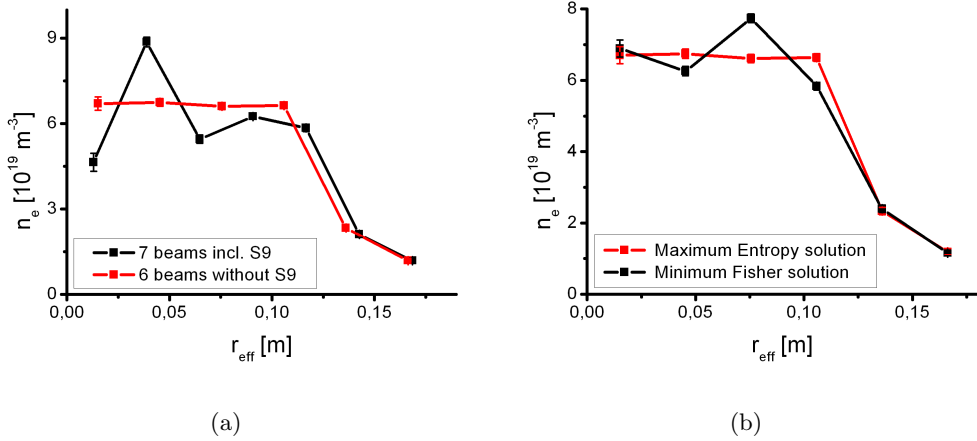 9
6
3
0
n_e [10^19 m^-3]
7 beams incl. S9
6 beams without S9
0,00
0,05
0,10
0,15
r_eff [m]
(a)
8
6
4
2
0
n_e [10^19 m^-3]
Maximum Entropy solution
Minimum Fisher solution
0,00
0,05
0,10
0,15
r_eff [m]
(b)